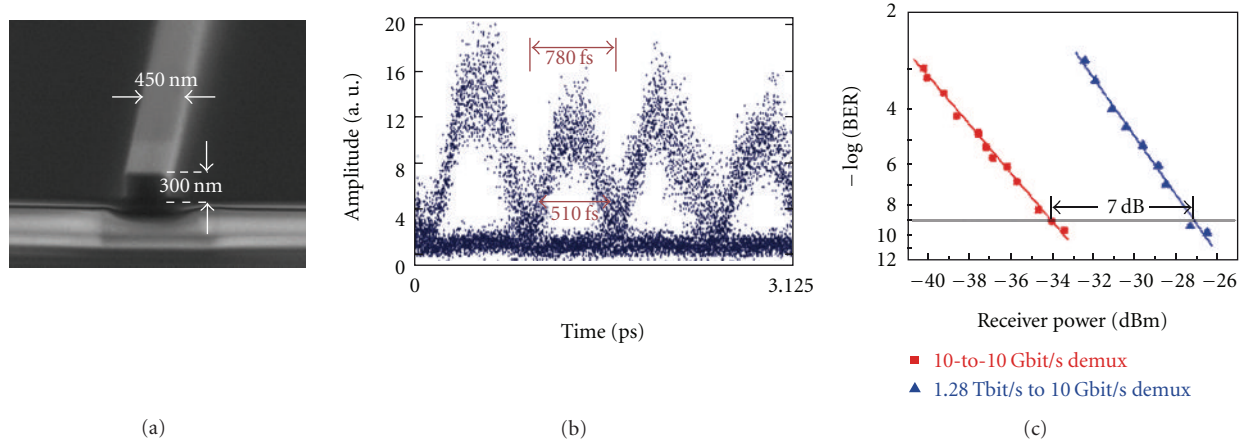 450 nm
300 nm
(a)
Amplitude (a. u.)
20
16
12
8
4
0
780 fs
510 fs
0
3.125
Time (ps)
(b)
− log (BER)
2
4
6
8
10
12
7 dB
−40 −38 −36 −34 −32 −30 −28 −26
Receiver power (dBm)
10-to-10 Gbit/s demux
1.28 Tbit/s to 10 Gbit/s demux
(c)